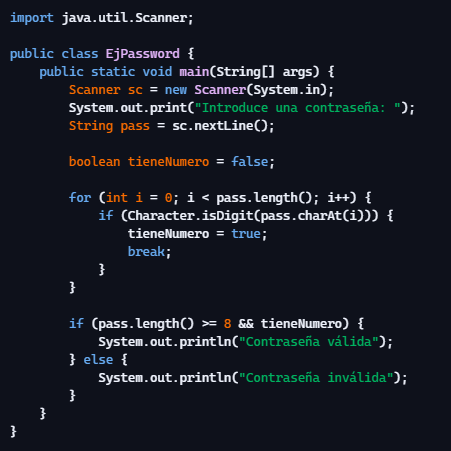 import java.util.Scanner;

public class EjPassword {
    public static void main(String[] args) {
        Scanner sc = new Scanner(System.in);
        System.out.print("Introduce una contraseña: ");
        String pass = sc.nextLine();

        boolean tieneNumero = false;

        for (int i = 0; i < pass.length(); i++) {
            if (Character.isDigit(pass.charAt(i))) {
                tieneNumero = true;
                break;
            }
        }

        if (pass.length() >= 8 && tieneNumero) {
            System.out.println("Contraseña válida");
        } else {
            System.out.println("Contraseña inválida");
        }
    }
}